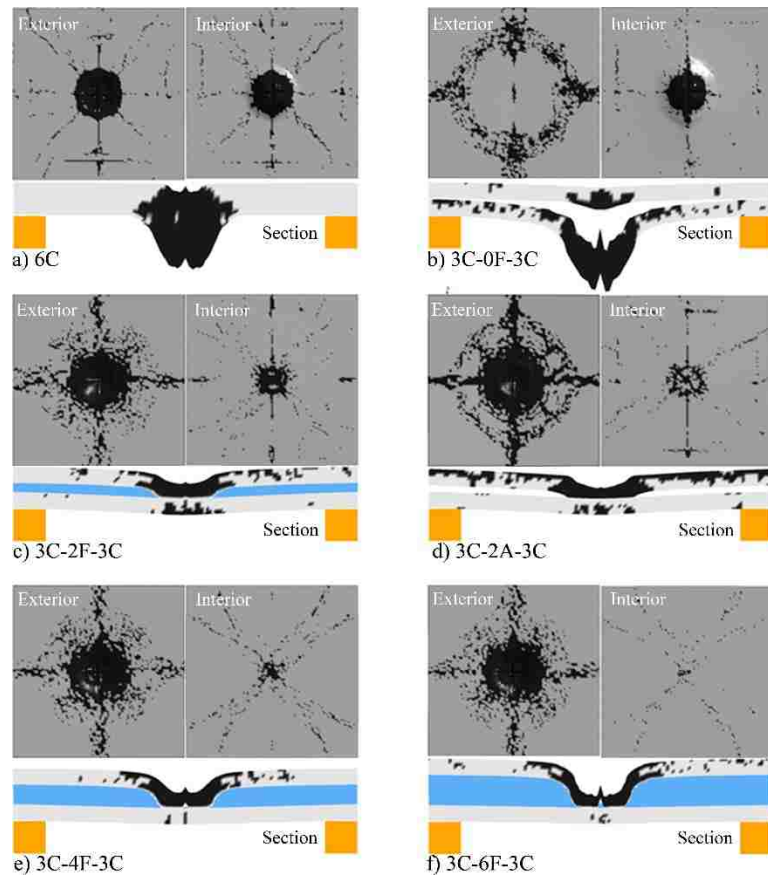 Exterior Interior
Section
a) 6C
Exterior Interior
Section
b) 3C-0F-3C
Exterior Interior
Section
c) 3C-2F-3C
Exterior Interior
Section
d) 3C-2A-3C
Exterior Interior
Section
e) 3C-4F-3C
Exterior Interior
Section
f) 3C-6F-3C